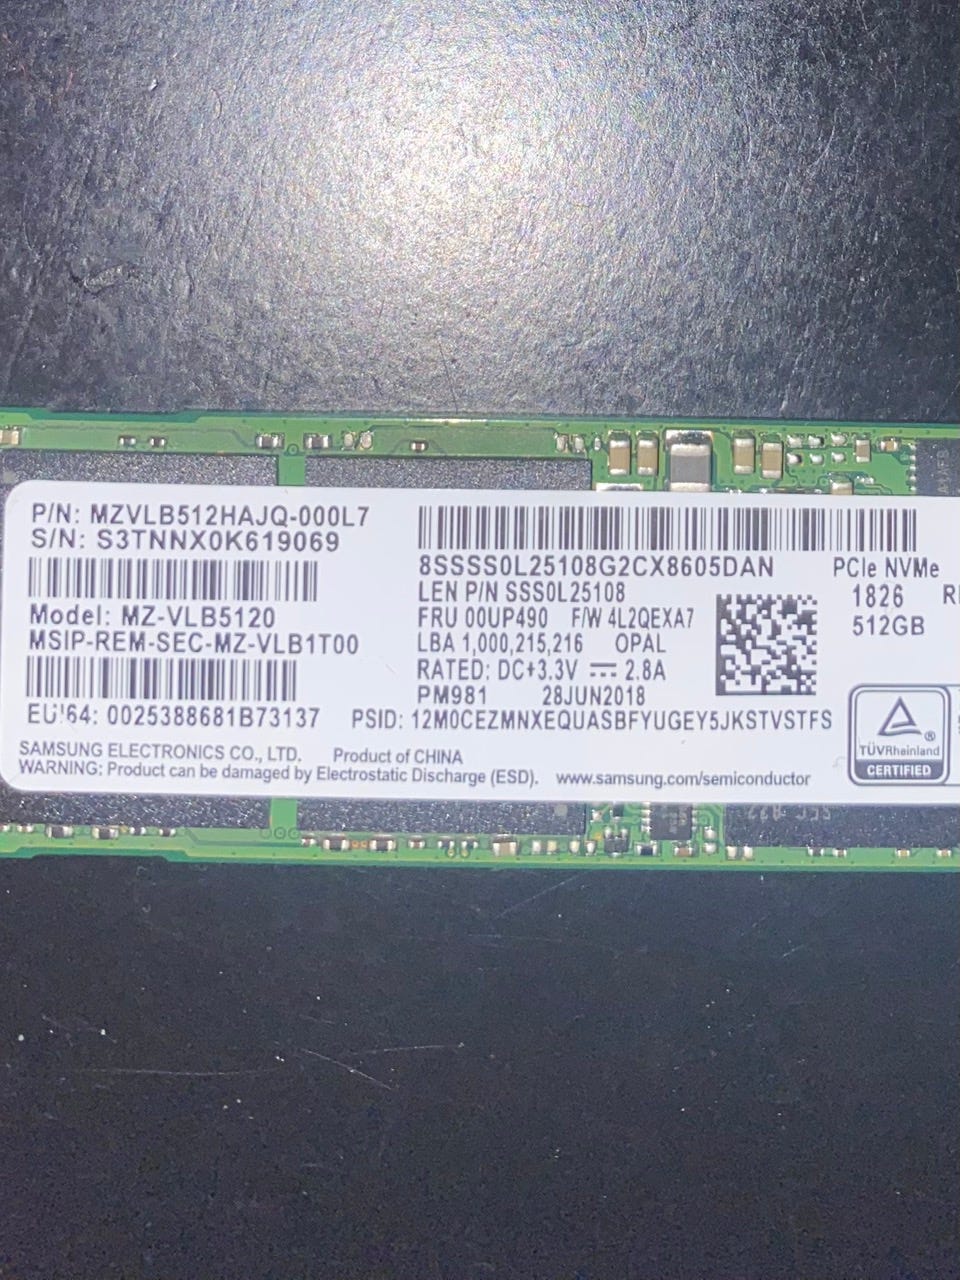 P/N: MZVLB512HAJQ-000L7
S/N: S3TNNX0K619069
Model: MZ-VLB5120
MSIP-REM-SEC-MZ-VLB1T00
EUI64: 0025388681B73137
8SSSS0L25108G2CX8605DAN
LEN P/N SSS0L25108
FRU 00UP490 F/W 4L2QEXA7
LBA 1,000,215,216 OPAL
RATED: DC+3.3V 2.8A
PM981 28JUN2018
PSID: 12M0CEZMNXEQUASBFYUGEY5JKSTVSTFS
PCIe NVMe
1826
512GB
TÜVRheinland
CERTIFIED
SAMSUNG ELECTRONICS CO., LTD. Product of CHINA
WARNING: Product can be damaged by Electrostatic Discharge (ESD). www.samsung.com/semiconductor